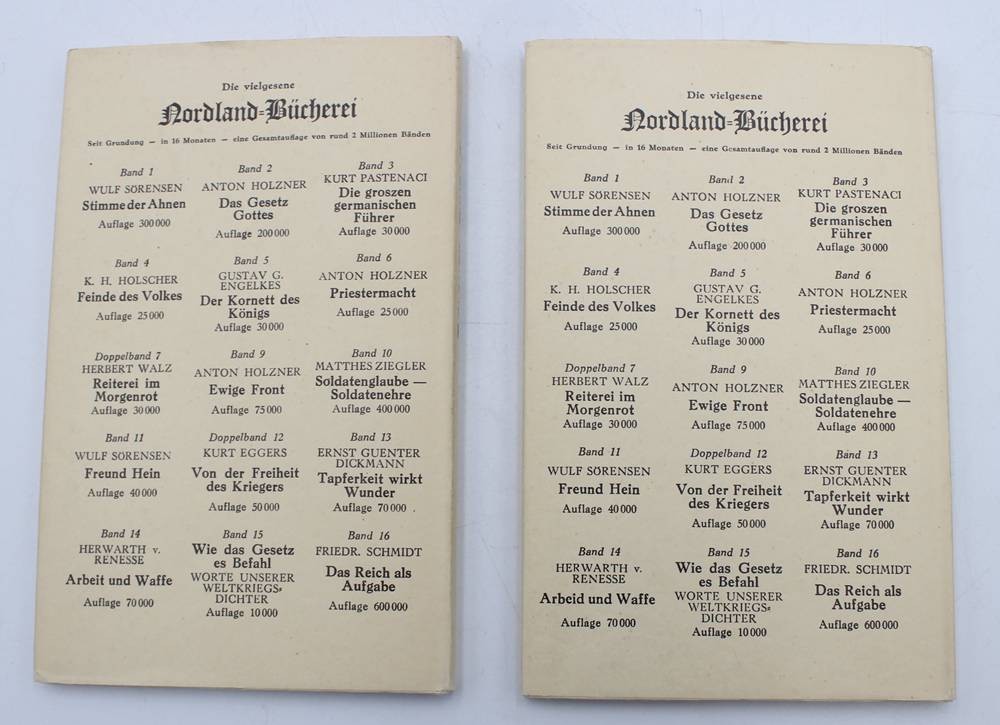 Die vielgesene
Nordland=Bücherei
Seit Grundung — in 16 Monaten — eine Gesamtauflage von rund 2 Millionen Bänden
Band 1
WULF SÖRENSEN
Stimme der Ahnen
Auflage 300000
Band 2
ANTON HOLZNER
Das Gesetz
Gottes
Auflage 200000
Band 3
KURT PASTENACI
Die groszen
germanischen
Führer
Auflage 30000
Band 4
K. H. HOLSCHER
Feinde des Volkes
Auflage 25000
Band 5
GUSTAV G.
ENGELKES
Der Kornett des
Königs
Auflage 30000
Band 6
ANTON HOLZNER
Priestermacht
Auflage 25000
Doppelband 7
HERBERT WALZ
Reiterei im
Morgenrot
Auflage 30000
Band 9
ANTON HOLZNER
Ewige Front
Auflage 75000
Band 10
MATTHES ZIEGLER
Soldatenglaube —
Soldatenehre
Auflage 400000
Band 11
WULF SÖRENSEN
Freund Hein
Auflage 40000
Doppelband 12
KURT EGGERS
Von der Freiheit
des Kriegers
Auflage 50000
Band 13
ERNST GUENTER
DICKMANN
Tapferkeit wirkt
Wunder
Auflage 70000
Band 14
HERWARTH v.
RENESSE
Arbeit und Waffe
Auflage 70000
Band 15
Wie das Gesetz
es Befahl
WORTE UNSERER
WELTKRIEGS=
DICHTER
Auflage 10000
Band 16
FRIEDR. SCHMIDT
Das Reich als
Aufgabe
Auflage 600000
Die vielgesene
Nordland=Bücherei
Seit Grundung — in 16 Monaten — eine Gesamtauflage von rund 2 Millionen Bänden
Band 1
WULF SÖRENSEN
Stimme der Ahnen
Auflage 300000
Band 2
ANTON HOLZNER
Das Gesetz
Gottes
Auflage 200000
Band 3
KURT PASTENACI
Die groszen
germanischen
Führer
Auflage 30000
Band 4
K. H. HOLSCHER
Feinde des Volkes
Auflage 25000
Band 5
GUSTAV G.
ENGELKES
Der Kornett des
Königs
Auflage 30000
Band 6
ANTON HOLZNER
Priestermacht
Auflage 25000
Doppelband 7
HERBERT WALZ
Reiterei im
Morgenrot
Auflage 30000
Band 9
ANTON HOLZNER
Ewige Front
Auflage 75000
Band 10
MATTHES ZIEGLER
Soldatenglaube —
Soldatenehre
Auflage 400000
Band 11
WULF SÖRENSEN
Freund Hein
Auflage 40000
Doppelband 12
KURT EGGERS
Von der Freiheit
des Kriegers
Auflage 50000
Band 13
ERNST GUENTER
DICKMANN
Tapferkeit wirkt
Wunder
Auflage 70000
Band 14
HERWARTH v.
RENESSE
Arbeid und Waffe
Auflage 70000
Band 15
Wie das Gesetz
es Befahl
WORTE UNSERER
WELTKRIEGS=
DICHTER
Auflage 10000
Band 16
FRIEDR. SCHMIDT
Das Reich als
Aufgabe
Auflage 600000